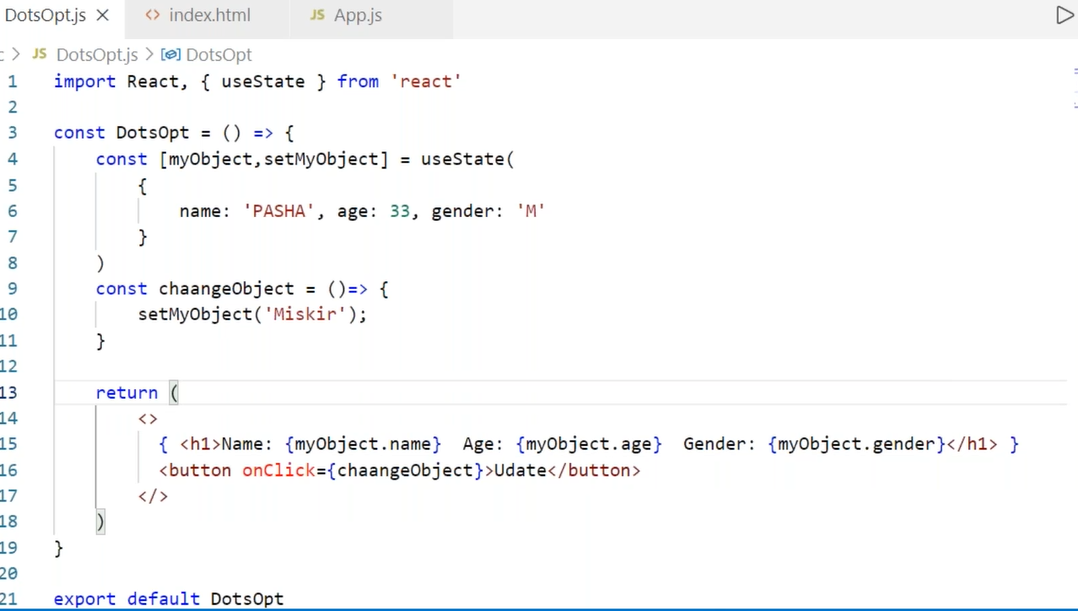 DotsOpt.js ×
<> index.html
JS App.js
c > JS DotsOpt.js > DotsOpt
1 import React, { useState } from 'react'
2
3 const DotsOpt = () => {
4 const [myObject,setMyObject] = useState(
5 {
6 name: 'PASHA', age: 33, gender: 'M'
7 }
8 )
9 const chaangeObject = ()=> {
10 setMyObject('Miskir');
11 }
12
13 return (
14 <>
15 { <h1>Name: {myObject.name} Age: {myObject.age} Gender: {myObject.gender}</h1> }
16 <button onClick={chaangeObject}>Udate</button>
17 </>
18 )
19 }
20
21 export default DotsOpt